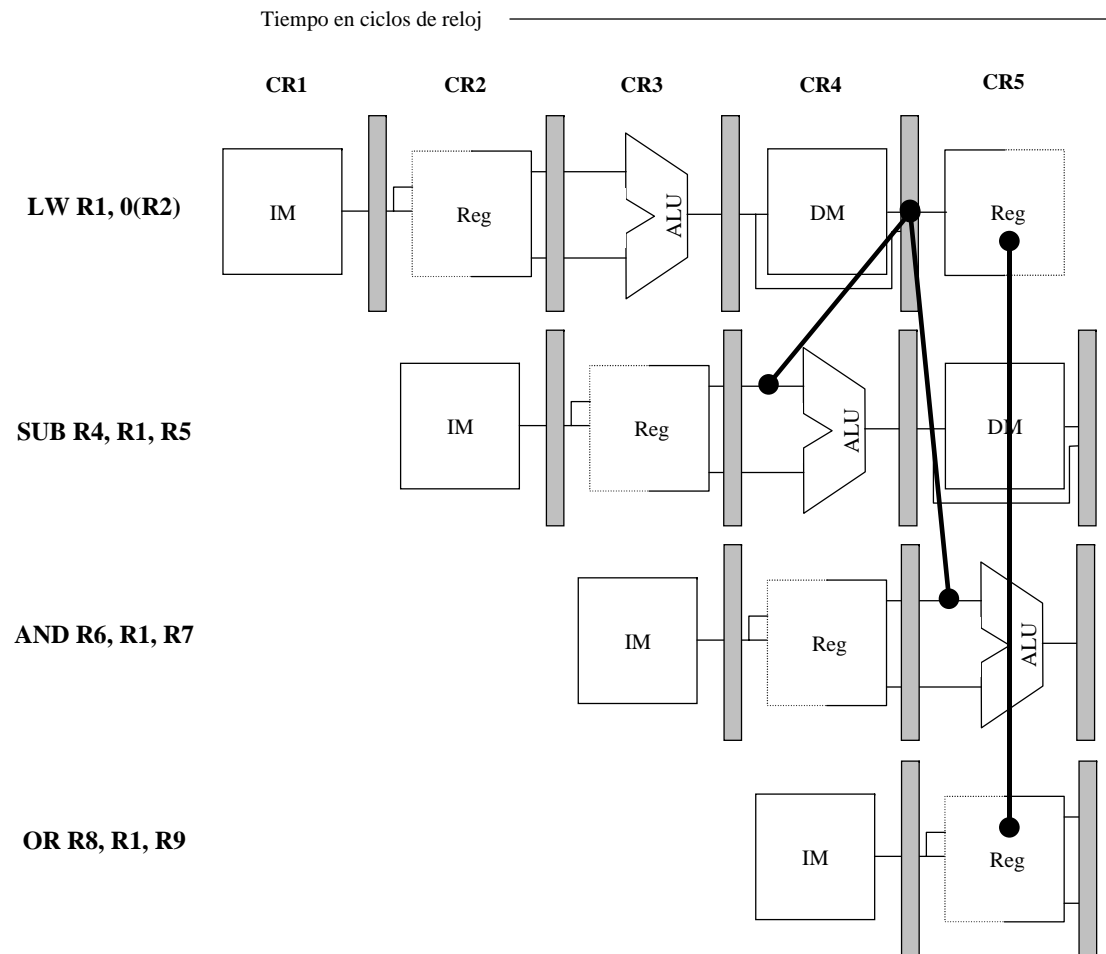 Tiempo en ciclos de reloj
CR1 CR2 CR3 CR4 CR5
LW R1, 0(R2) IM Reg ALU DM Reg
SUB R4, R1, R5 IM Reg ALU DM
AND R6, R1, R7 IM Reg ALU
OR R8, R1, R9 IM Reg